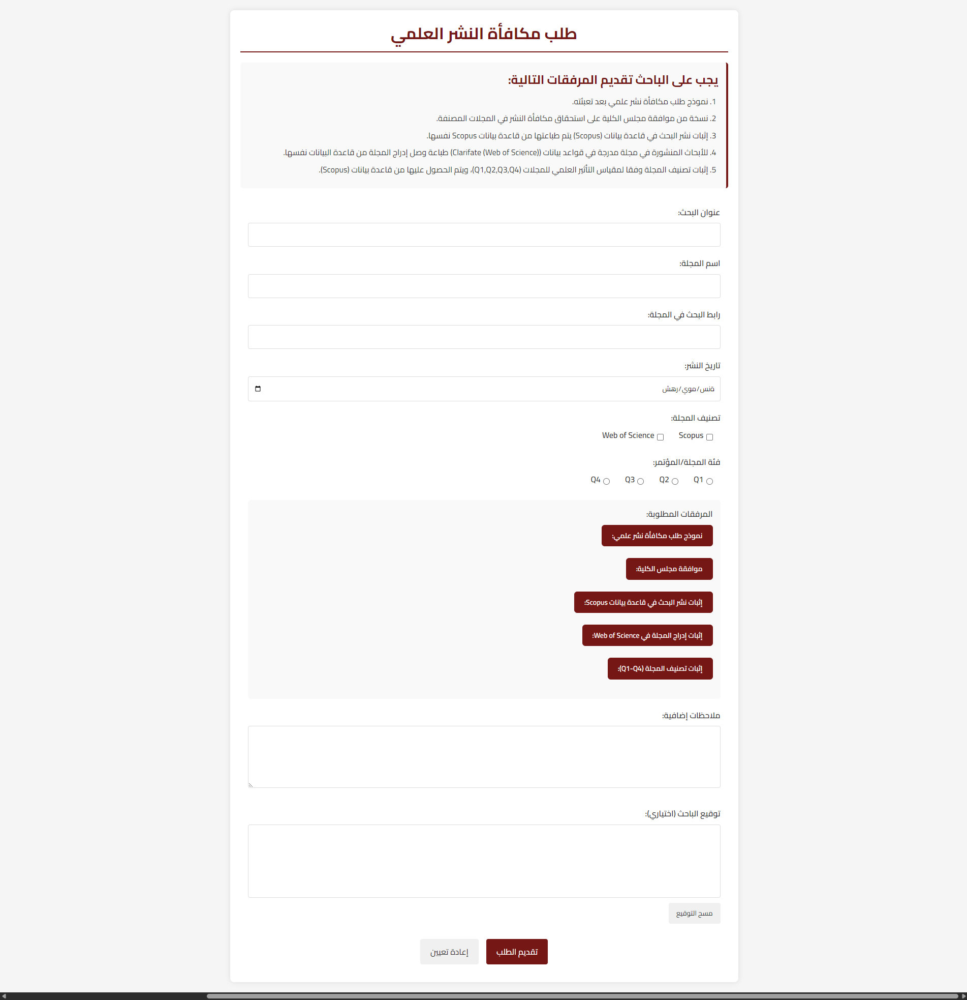 طلب مكافأة النشر العلمي
يجب على الباحث تقديم المرفقات التالية:
1. نموذج طلب مكافأة نشر علمي بعد تعبئته.
2. نسخة من موافقة مجلس الكلية على استحقاق مكافأة النشر في المجلات المصنفة.
3. إثبات نشر البحث في قاعدة بيانات (Scopus) يتم طباعتها من قاعدة بيانات Scopus نفسها.
4. للأبحاث المنشورة في مجلة مدرجة في قواعد بيانات (Clarifate (Web of Science)) طباعة وصل إدراج المجلة من قاعدة البيانات نفسها.
5. إثبات تصنيف المجلة وفقا لمقياس التأثير العلمي للمجلات (Q1,Q2,Q3,Q4)، ويتم الحصول عليها من قاعدة بيانات (Scopus).
عنوان البحث:
اسم المجلة:
رابط البحث في المجلة:
تاريخ النشر:
ةنس/موي/رهش
تصنيف المجلة:
Scopus Web of Science
فئة المجلة/المؤتمر:
Q1 Q2 Q3 Q4
المرفقات المطلوبة:
نموذج طلب مكافأة نشر علمي:
موافقة مجلس الكلية:
إثبات نشر البحث في قاعدة بيانات Scopus:
إثبات إدراج المجلة في Web of Science:
إثبات تصنيف المجلة (Q1-Q4):
ملاحظات إضافية:
توقيع الباحث (اختياري):
مسح التوقيع
تقديم الطلب إعادة تعيين